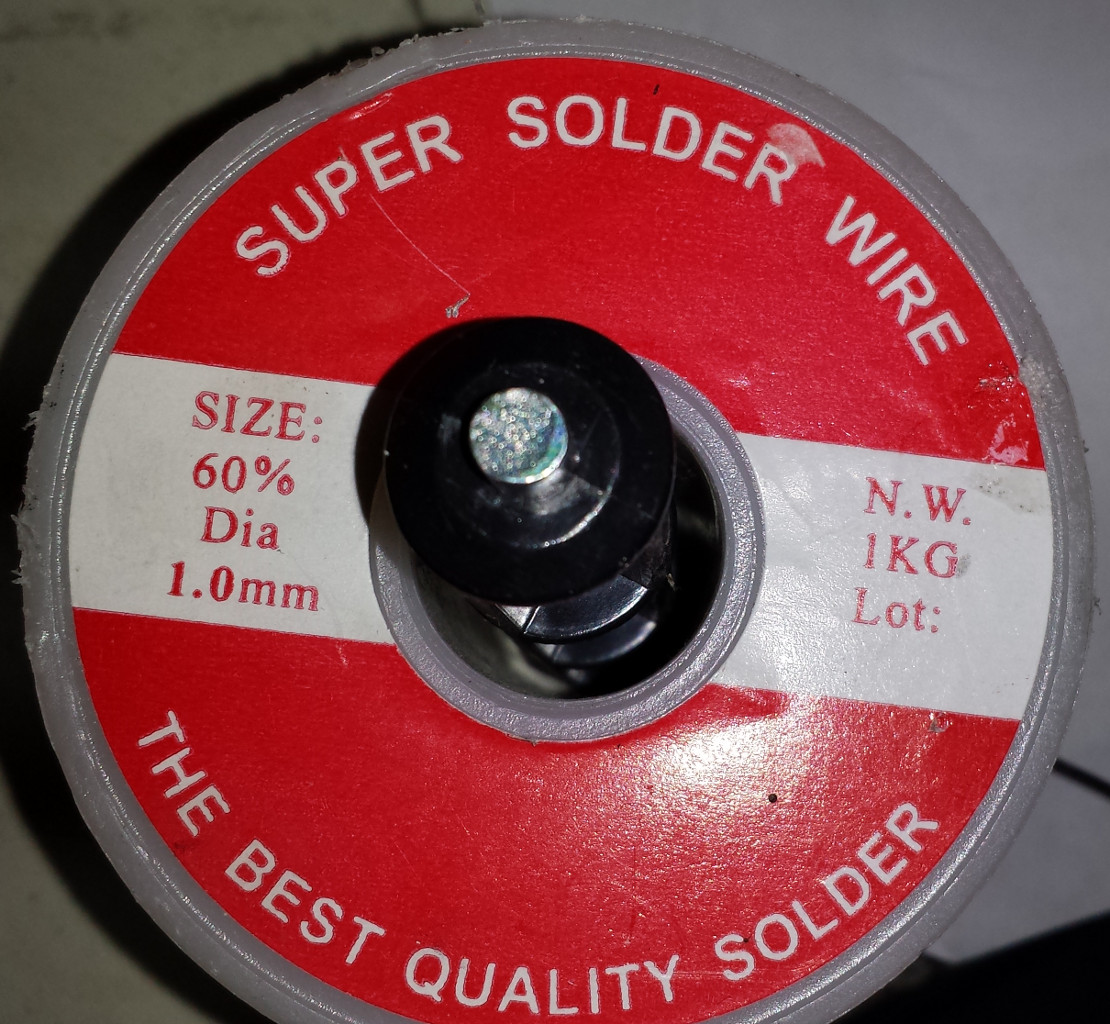 SUPER SOLDER WIRE
SIZE:
60%
Dia
1.0mm
N.W.
1KG
Lot:
THE BEST QUALITY SOLDER